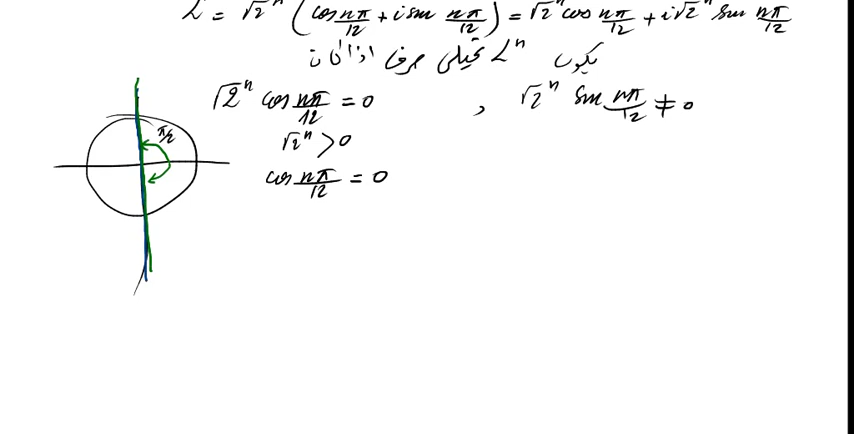 L^n = √2^n (cos nπ/12 + i sin nπ/12) = √2^n cos nπ/12 + i√2^n sin nπ/12
يكون L^n تخيلي صرف اذا كان
√2^n cos nπ/12 = 0 , √2^n sin nπ/12 ≠ 0
π/2
√2^n > 0
cos nπ/12 = 0